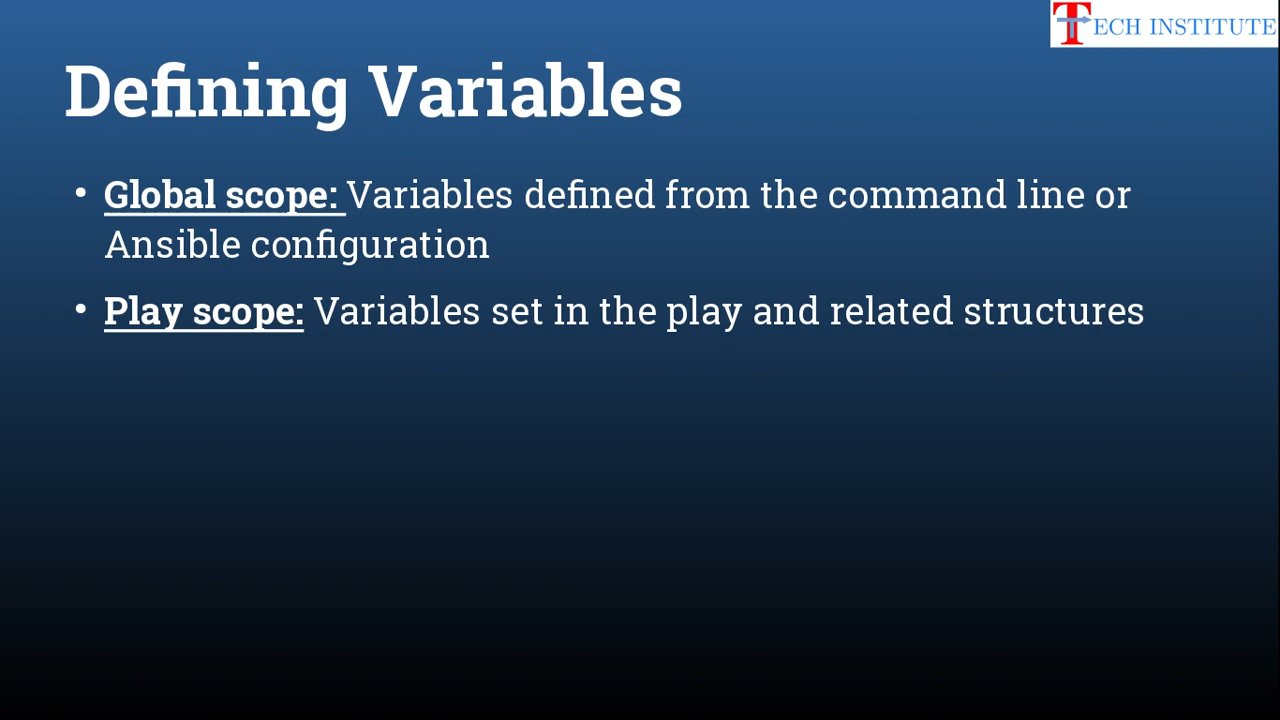 TECH INSTITUTE
Defining Variables
• Global scope: Variables defined from the command line or
Ansible configuration
• Play scope: Variables set in the play and related structures